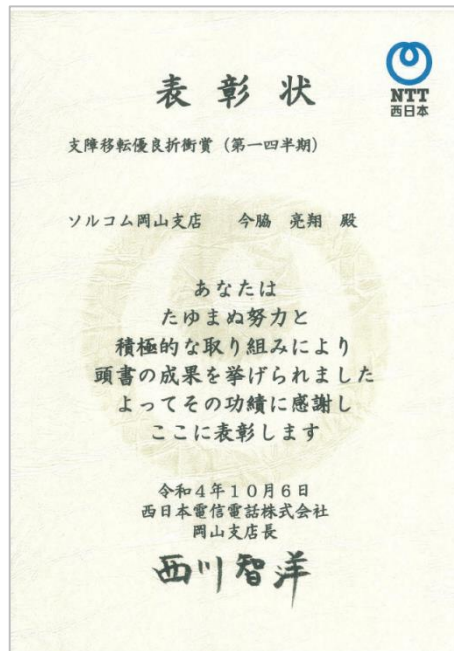 NTT
西日本
表彰状
支障移転優良折衝賞（第一四半期）
ソルコム岡山支店　今脇　亮翔　殿
あなたは
たゆまぬ努力と
積極的な取り組みにより
頭書の成果を挙げられました
よってその功績に感謝し
ここに表彰します
令和４年１０月６日
西日本電信電話株式会社
岡山支店長
西川智洋